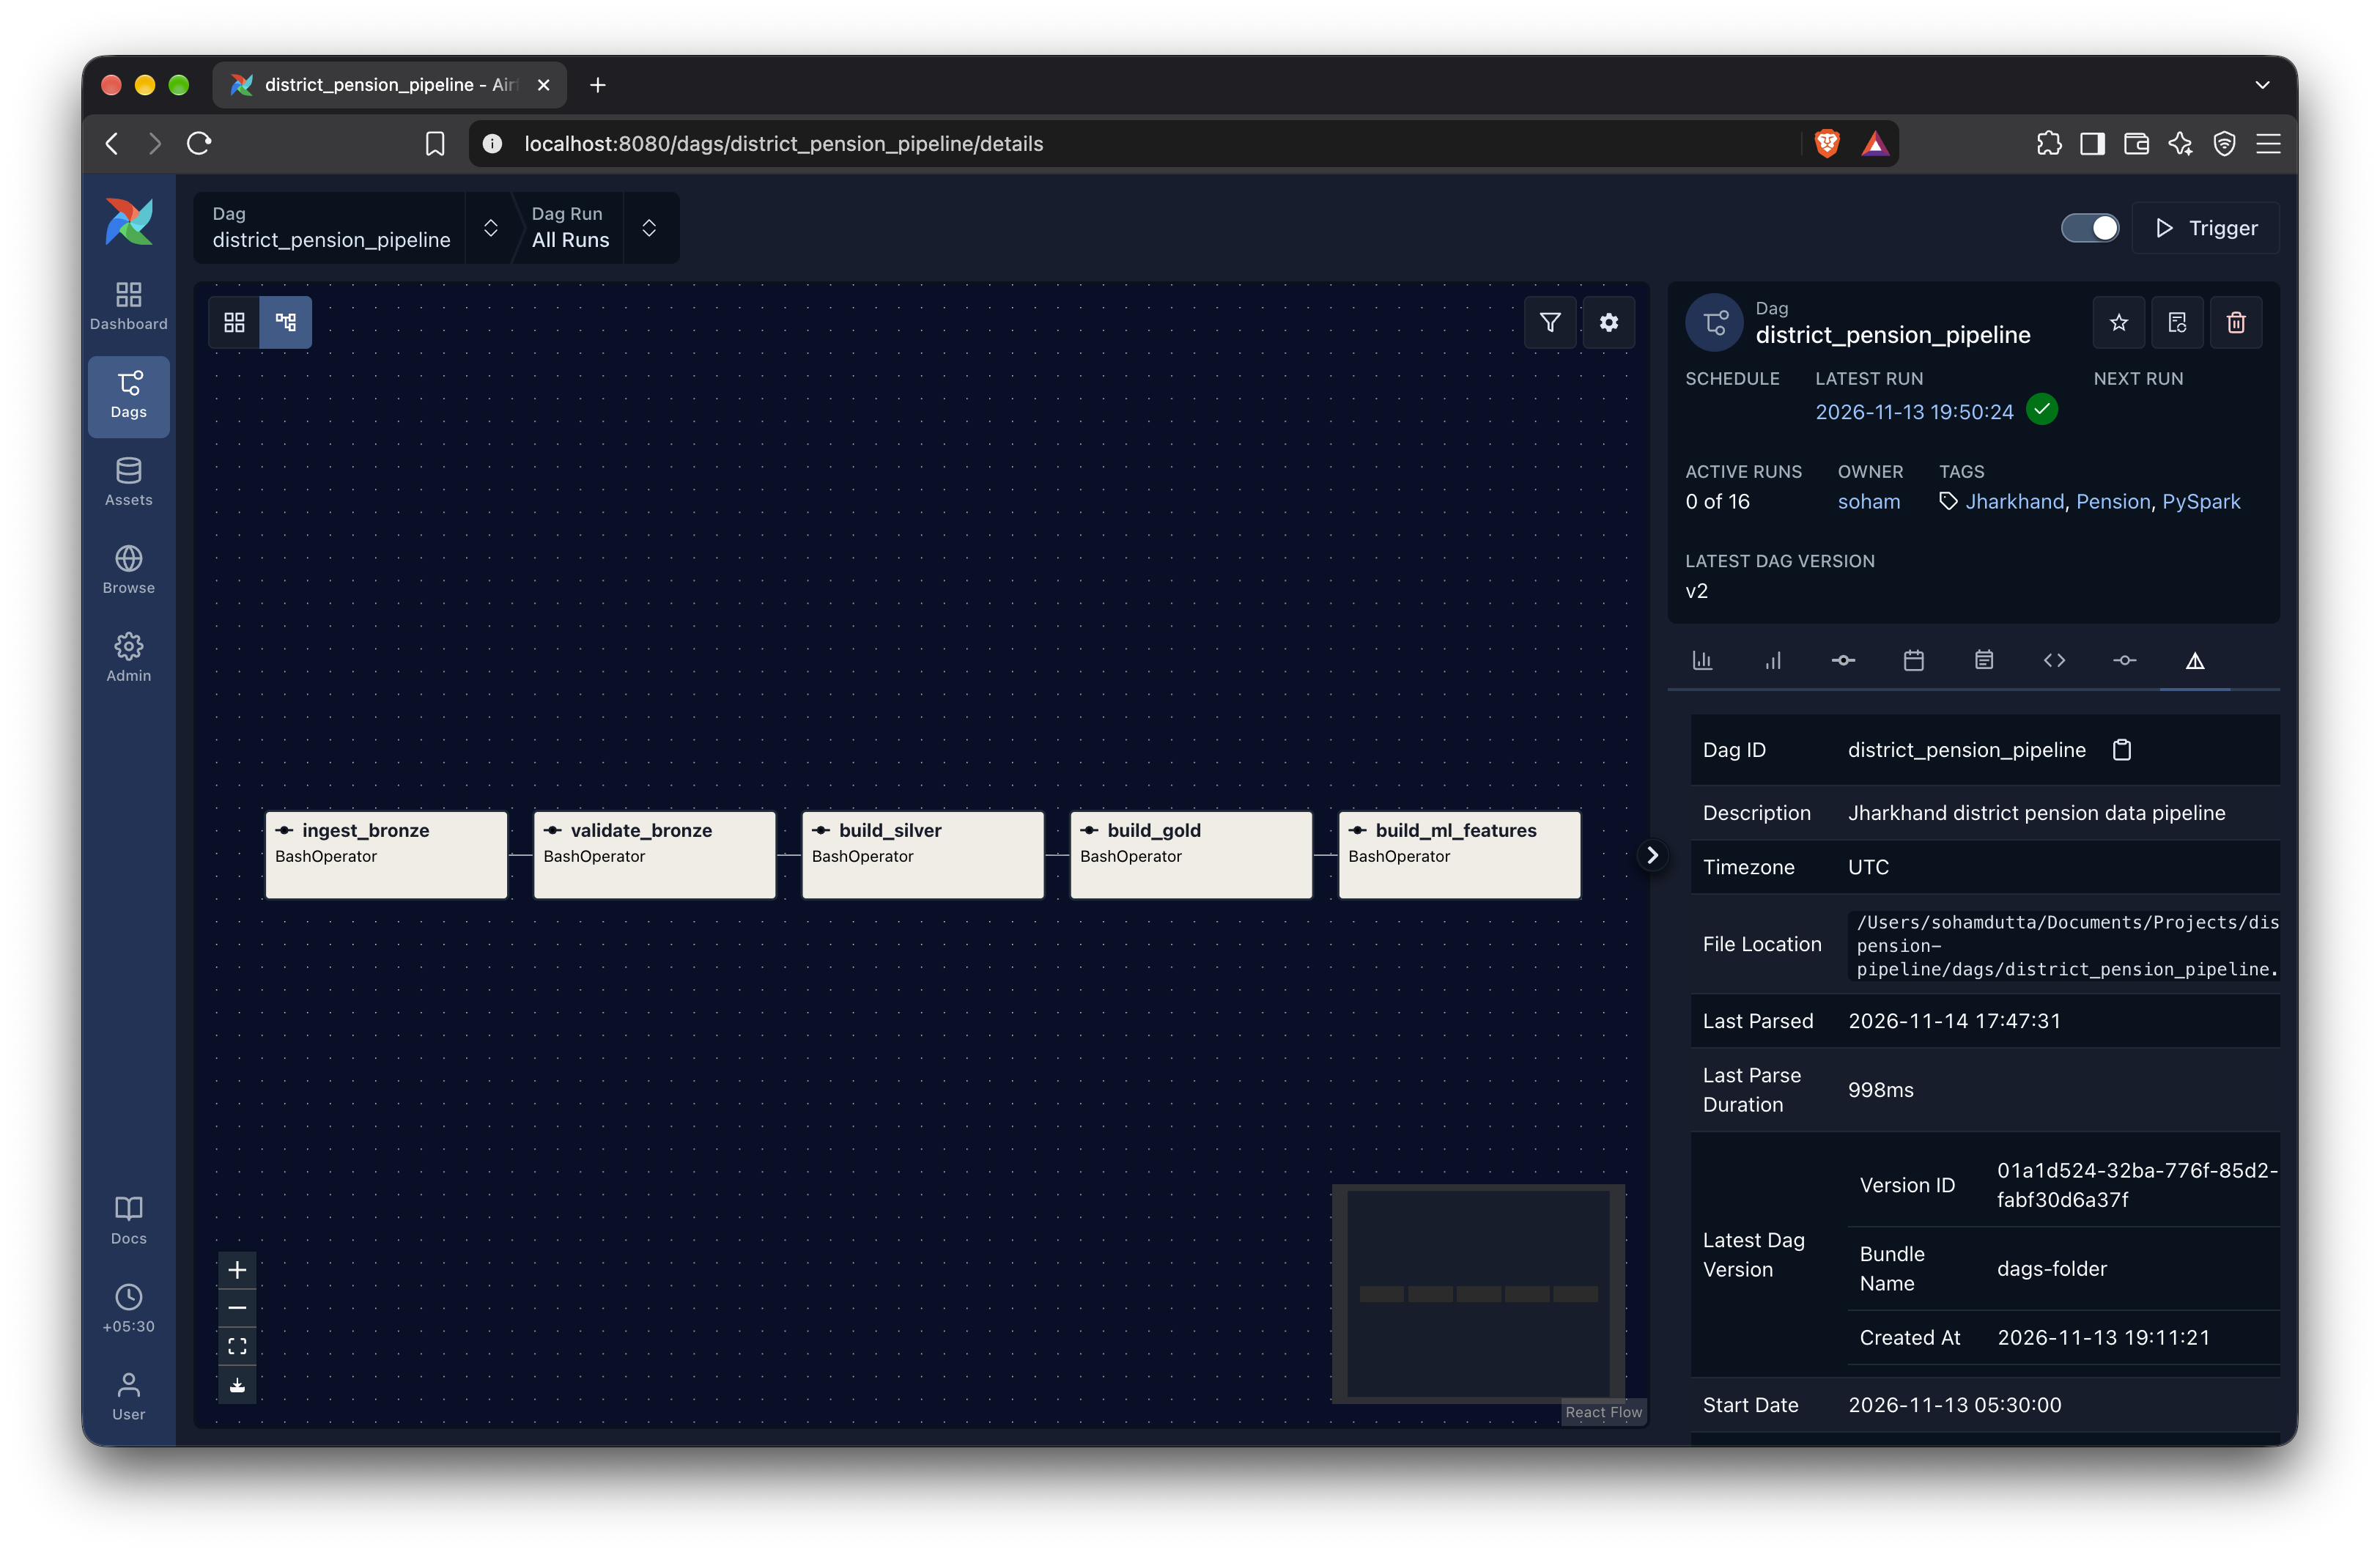 district_pension_pipeline - Air
localhost:8080/dags/district_pension_pipeline/details
Dag
district_pension_pipeline
Dag Run
All Runs
Trigger
Dashboard
Dags
Assets
Browse
Admin
Docs
+05:30
User
ingest_bronze
BashOperator
validate_bronze
BashOperator
build_silver
BashOperator
build_gold
BashOperator
build_ml_features
BashOperator
React Flow
Dag
district_pension_pipeline
SCHEDULE LATEST RUN NEXT RUN
2026-11-13 19:50:24
ACTIVE RUNS OWNER TAGS
0 of 16 soham Jharkhand, Pension, PySpark
LATEST DAG VERSION
v2
Dag ID district_pension_pipeline
Description Jharkhand district pension data pipeline
Timezone UTC
File Location
/Users/sohamdutta/Documents/Projects/dis
pension-
pipeline/dags/district_pension_pipeline.
Last Parsed 2026-11-14 17:47:31
Last Parse
Duration
998ms
Latest Dag
Version
Version ID
01a1d524-32ba-776f-85d2-
fabf30d6a37f
Bundle
Name
dags-folder
Created At 2026-11-13 19:11:21
Start Date 2026-11-13 05:30:00